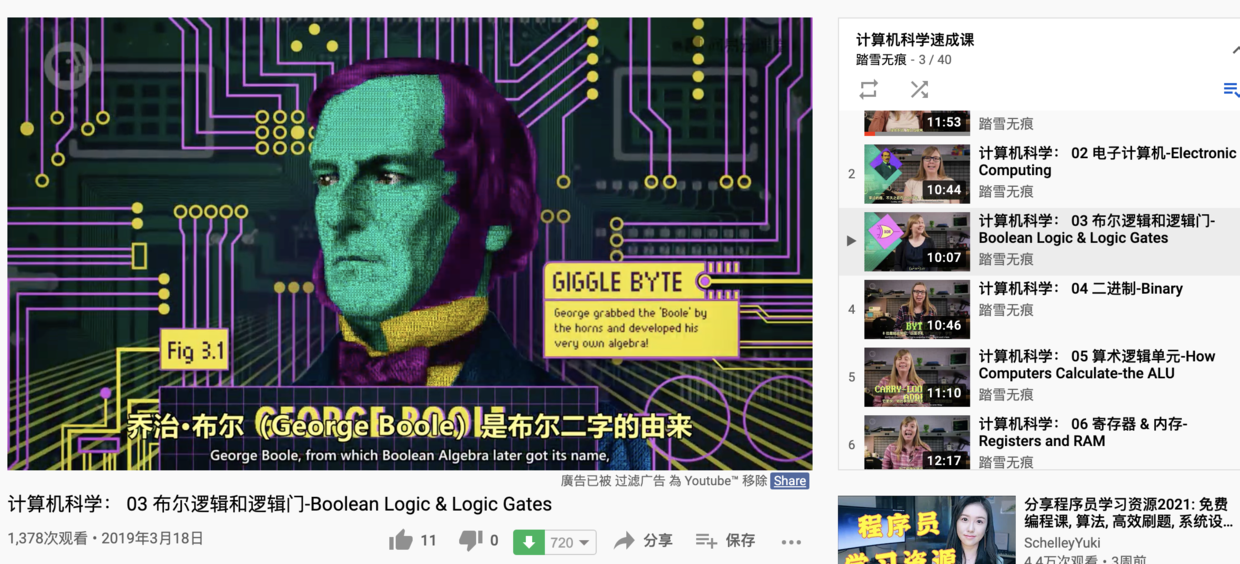 Fig 3.1
GIGGLE BYTE
George grabbed the 'Boole' by
the horns and developed his
very own algebra!
GEORGE BOOLE
乔治•布尔（George Boole）是布尔二字的由来
George Boole, from which Boolean Algebra later got its name,
廣告已被 过滤广告 為 Youtube™ 移除 Share
计算机科学： 03 布尔逻辑和逻辑门-Boolean Logic & Logic Gates
1,378次观看 • 2019年3月18日
11
0
720
分享
保存
计算机科学速成课
踏雪无痕 - 3 / 40
11:53
踏雪无痕
2
10:44
计算机科学： 02 电子计算机-Electronic
Computing
踏雪无痕
10:07
计算机科学： 03 布尔逻辑和逻辑门-
Boolean Logic & Logic Gates
踏雪无痕
4
BYT
10:46
计算机科学： 04 二进制-Binary
踏雪无痕
5
11:10
计算机科学： 05 算术逻辑单元-How
Computers Calculate-the ALU
踏雪无痕
6
12:17
计算机科学： 06 寄存器 & 内存-
Registers and RAM
踏雪无痕
程序员
学习资源
分享程序员学习资源2021: 免费
编程课, 算法, 高效刷题, 系统设...
SchelleyYuki
4.4万次观看 • 3周前